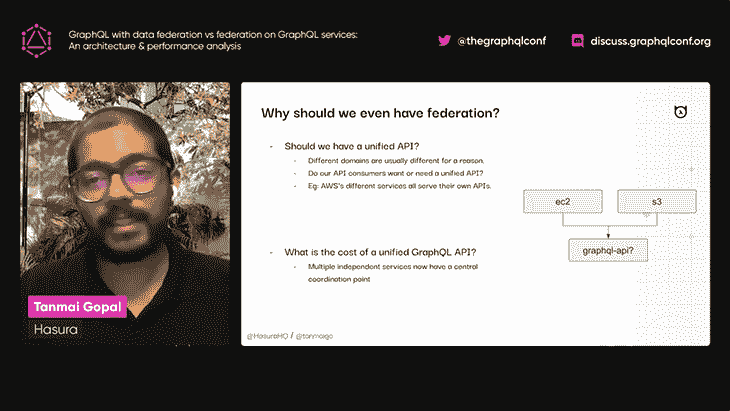 GraphQL with data federation vs federation on GraphQL services:
An architecture & performance analysis
@thegraphqlconf
discuss.graphqlconf.org
Why should we even have federation?
- Should we have a unified API?
- Different domains are usually different for a reason.
- Do our API consumers want or need a unified API?
- Eg: AWS's different services all serve their own APIs.
ec2
s3
graphql-api?
- What is the cost of a unified GraphQL API?
- Multiple independent services now have a central
coordination point
Tanmai Gopal
Hasura
@HasuraHQ / @tanmaigo